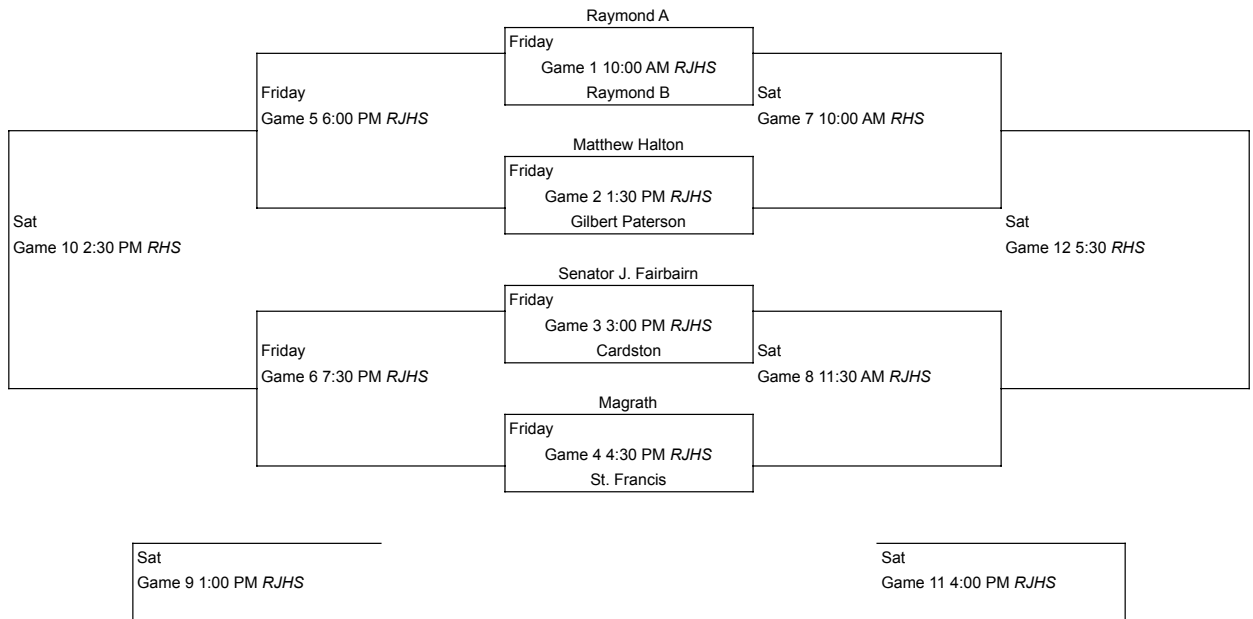 Raymond A
Friday
Game 1 10:00 AM RJHS
Raymond B
Friday
Game 5 6:00 PM RJHS
Sat
Game 7 10:00 AM RHS
Matthew Halton
Friday
Game 2 1:30 PM RJHS
Gilbert Paterson
Sat
Game 10 2:30 PM RHS
Sat
Game 12 5:30 RHS
Senator J. Fairbairn
Friday
Game 3 3:00 PM RJHS
Cardston
Friday
Game 6 7:30 PM RJHS
Sat
Game 8 11:30 AM RJHS
Magrath
Friday
Game 4 4:30 PM RJHS
St. Francis
Sat
Game 9 1:00 PM RJHS
Sat
Game 11 4:00 PM RJHS